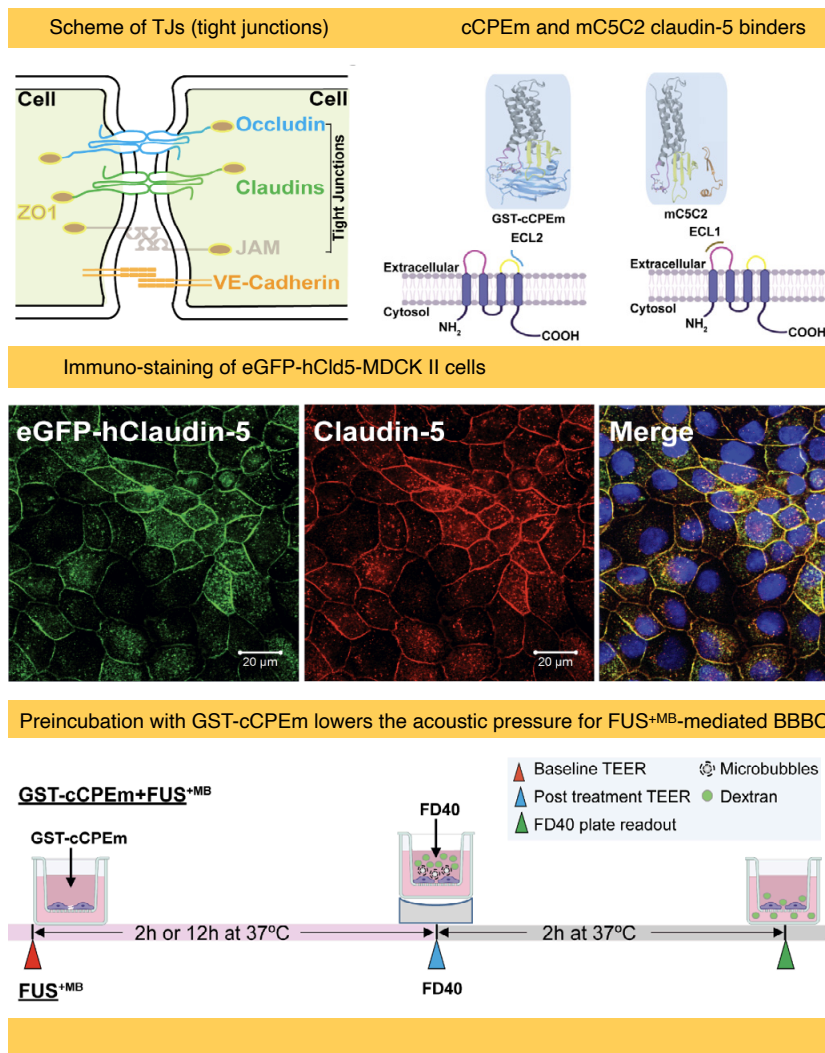 Scheme of TJs (tight junctions)
cCPEm and mC5C2 claudin-5 binders
Cell
Cell
Occludin
Claudins
ZO1
JAM
VE-Cadherin
Tight Junctions
GST-cCPEm
mC5C2
ECL2
ECL1
Extracellular
Cytosol
NH2
COOH
Extracellular
Cytosol
NH2
COOH
Immuno-staining of eGFP-hCld5-MDCK II cells
eGFP-hClaudin-5
Claudin-5
Merge
20 µm
20 µm
Preincubation with GST-cCPEm lowers the acoustic pressure for FUS+MB-mediated BBBO
Baseline TEER
Microbubbles
Post treatment TEER
Dextran
FD40 plate readout
GST-cCPEm+FUS+MB
GST-cCPEm
FD40
2h or 12h at 37ºC
2h at 37ºC
FUS+MB
FD40